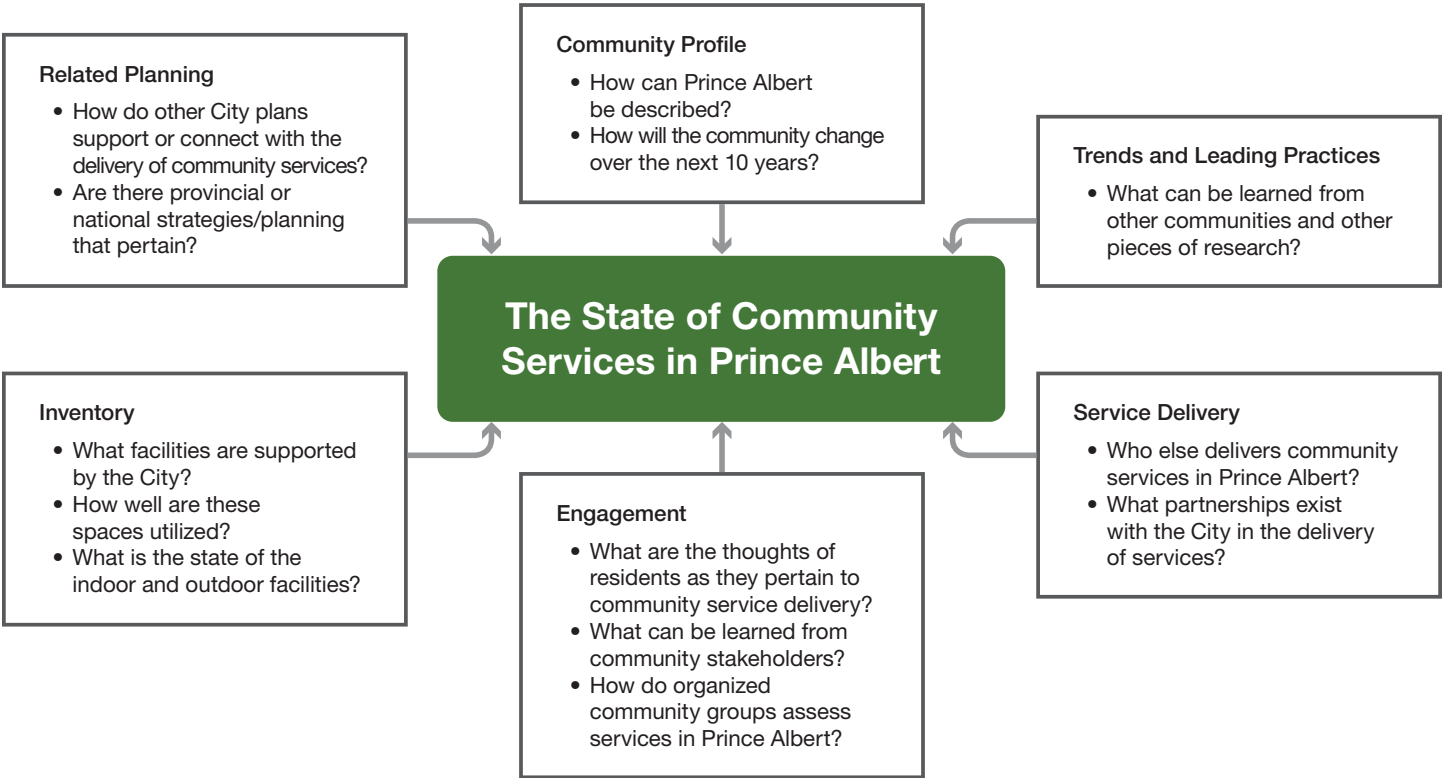 Related Planning
• How do other City plans
support or connect with the
delivery of community services?
• Are there provincial or
national strategies/planning
that pertain?
Community Profile
• How can Prince Albert
be described?
• How will the community change
over the next 10 years?
Trends and Leading Practices
• What can be learned from
other communities and other
pieces of research?
The State of Community
Services in Prince Albert
Inventory
• What facilities are supported
by the City?
• How well are these
spaces utilized?
• What is the state of the
indoor and outdoor facilities?
Engagement
• What are the thoughts of
residents as they pertain to
community service delivery?
• What can be learned from
community stakeholders?
• How do organized
community groups assess
services in Prince Albert?
Service Delivery
• Who else delivers community
services in Prince Albert?
• What partnerships exist
with the City in the delivery
of services?